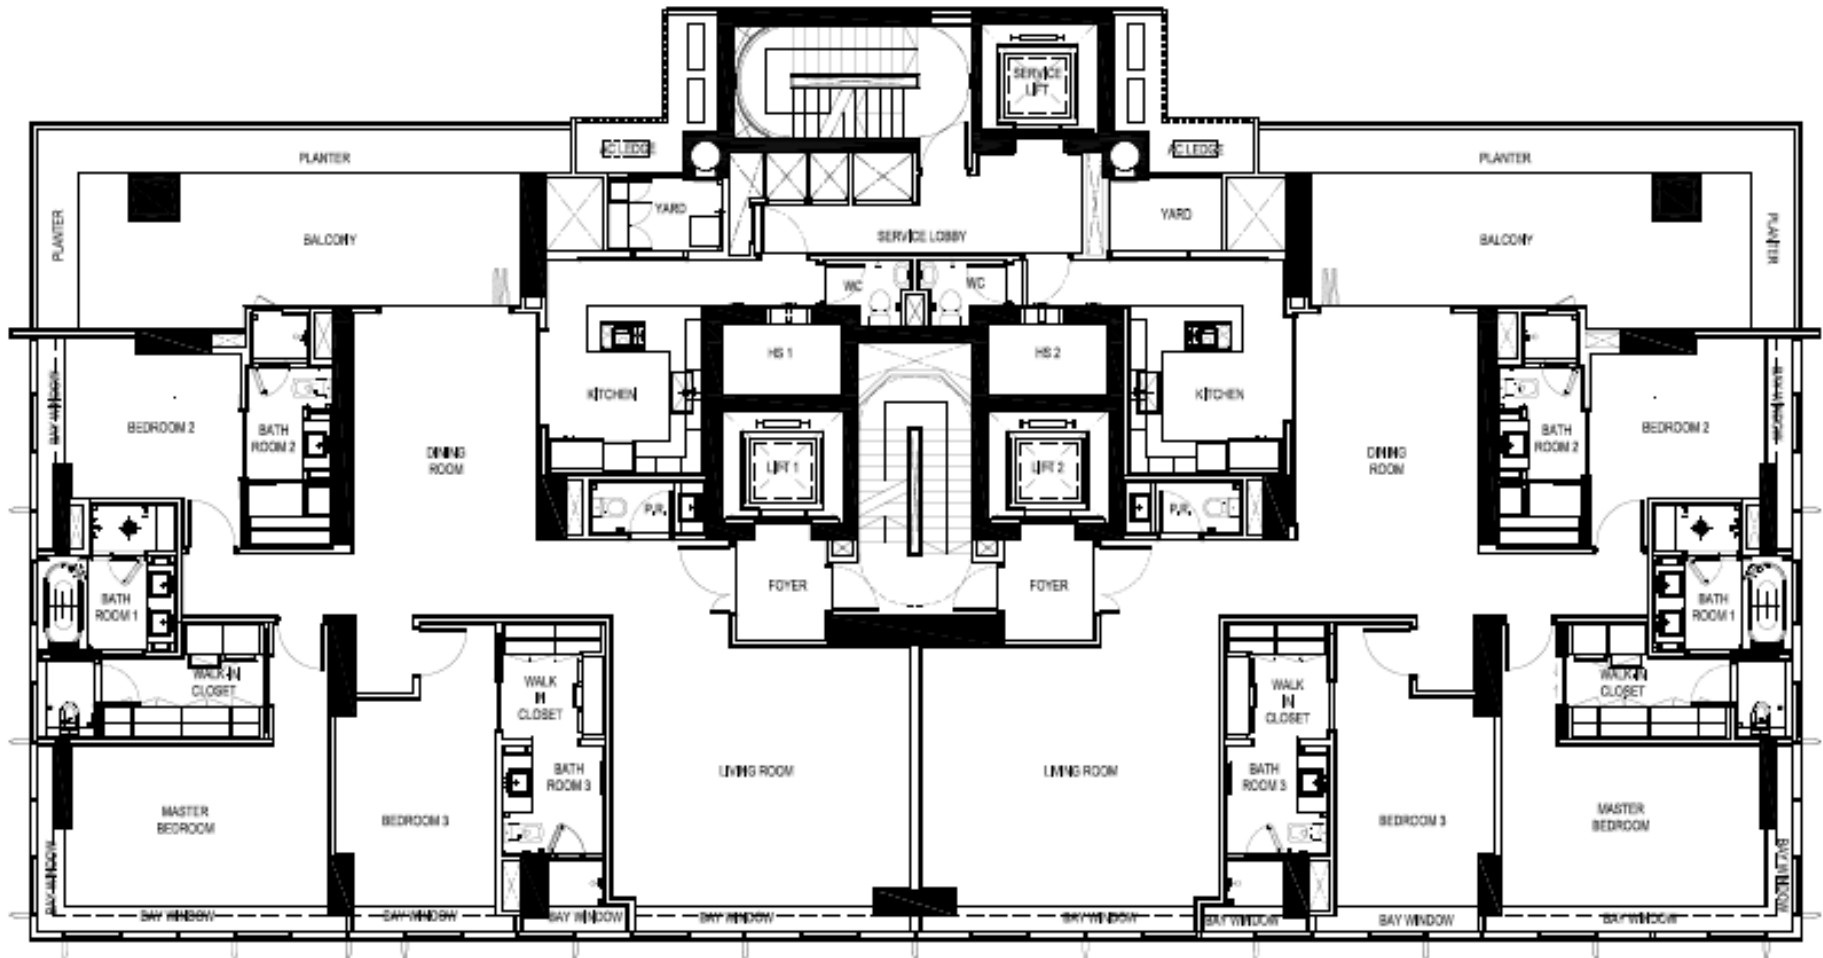 SERVICE
LIFT
AC LEDGE
AC LEDGE
PLANTER
PLANTER
YARD
YARD
PLANTER
BALCONY
SERVICE LOBBY
BALCONY
PLANTER
WC
WC
HS 1
HS 2
KITCHEN
KITCHEN
BAY WINDOW
BEDROOM 2
BATH
ROOM 2
DINING
ROOM
LIFT 1
LIFT 2
DINING
ROOM
BATH
ROOM 2
BEDROOM 2
BAY WINDOW
P.R.
P.R.
BATH
ROOM 1
FOYER
FOYER
BATH
ROOM 1
WALK-IN
CLOSET
WALK
IN
CLOSET
WALK
IN
CLOSET
WALK-IN
CLOSET
LIVING ROOM
LIVING ROOM
BATH
ROOM 3
BATH
ROOM 3
MASTER
BEDROOM
BEDROOM 3
BEDROOM 3
MASTER
BEDROOM
BAY WINDOW
BAY WINDOW
BAY WINDOW
BAY WINDOW
BAY WINDOW
BAY WINDOW
BAY WINDOW
BAY WINDOW
BAY WINDOW
BAY WINDOW